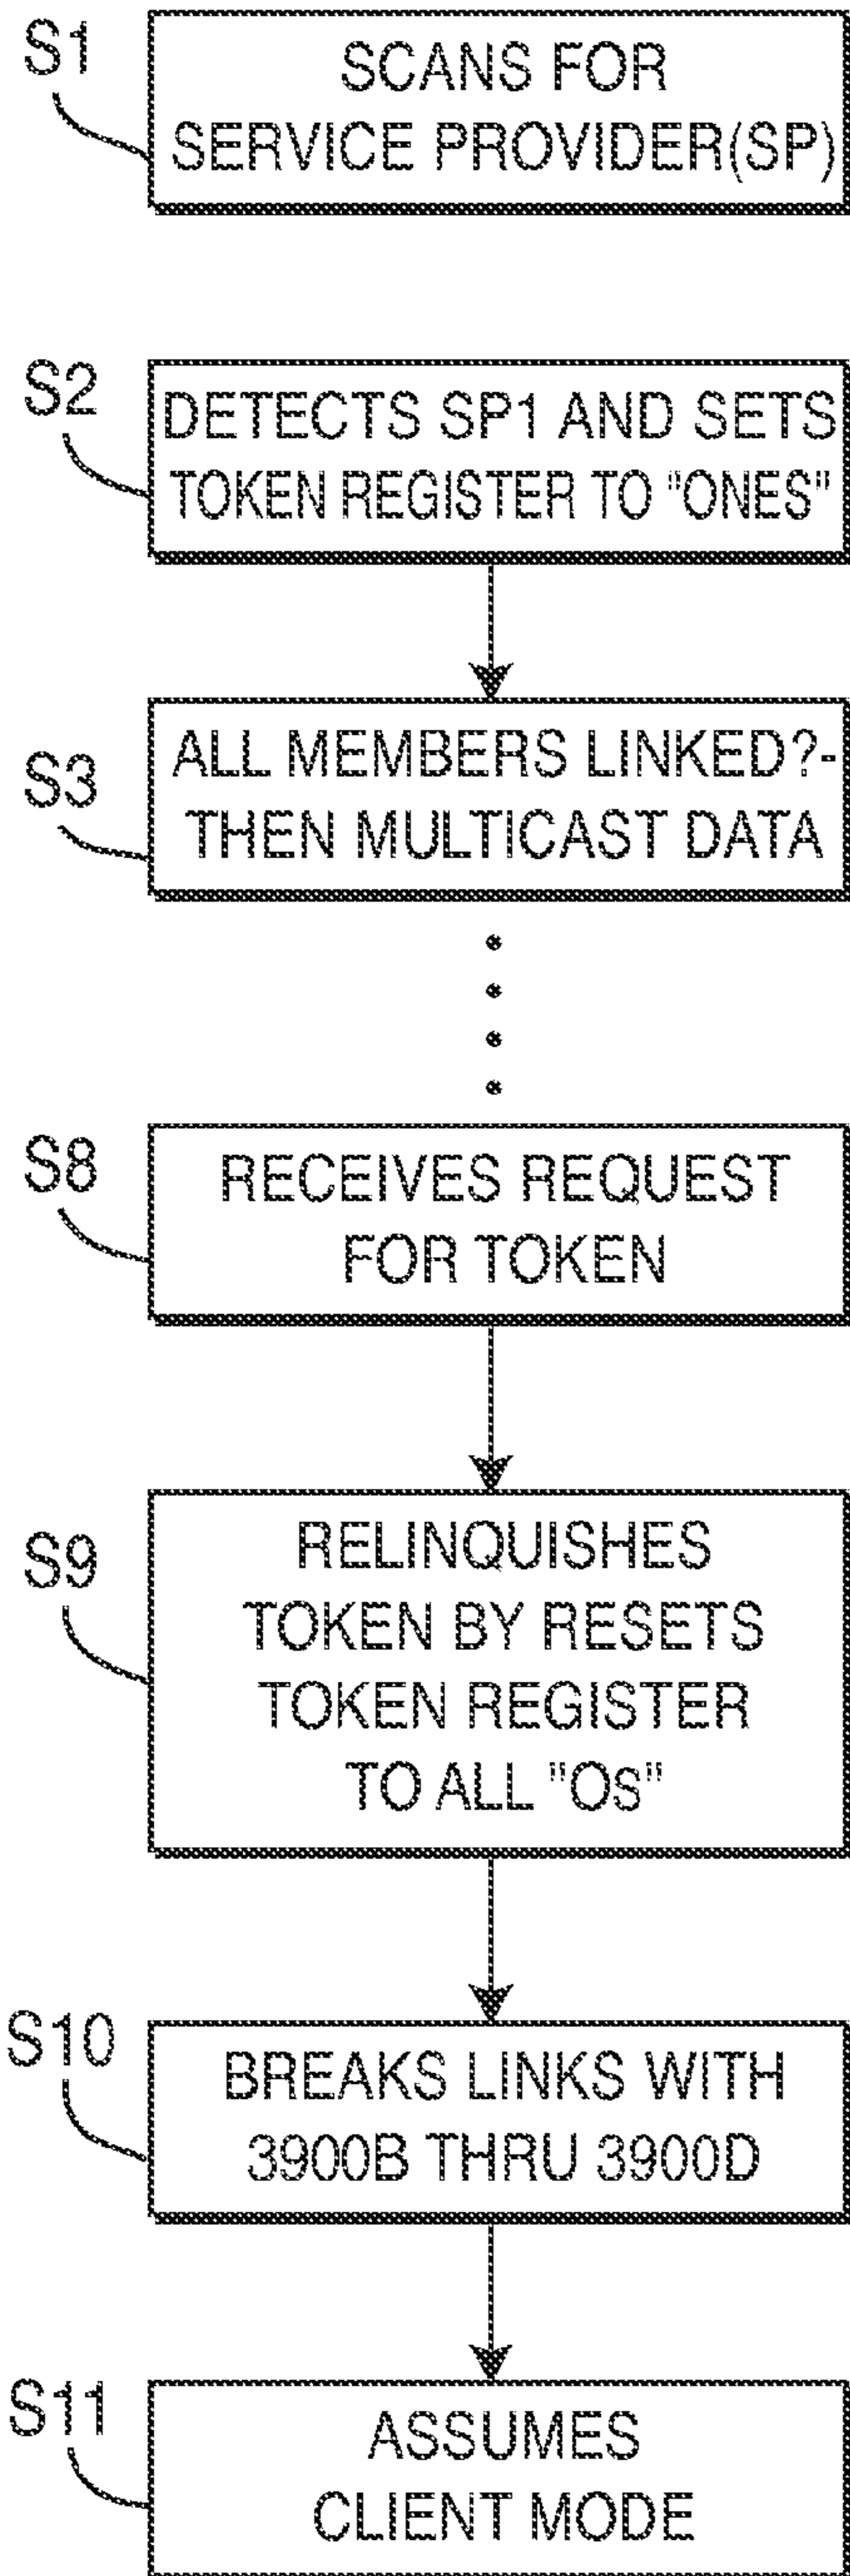 S1
SCANS FOR
SERVICE PROVIDER(SP)
S2
DETECTS SP1 AND SETS
TOKEN REGISTER TO "ONES"
S3
ALL MEMBERS LINKED?-
THEN MULTICAST DATA
S8
RECEIVES REQUEST
FOR TOKEN
S9
RELINQUISHES
TOKEN BY RESETS
TOKEN REGISTER
TO ALL "OS"
S10
BREAKS LINKS WITH
3900B THRU 3900D
S11
ASSUMES
CLIENT MODE